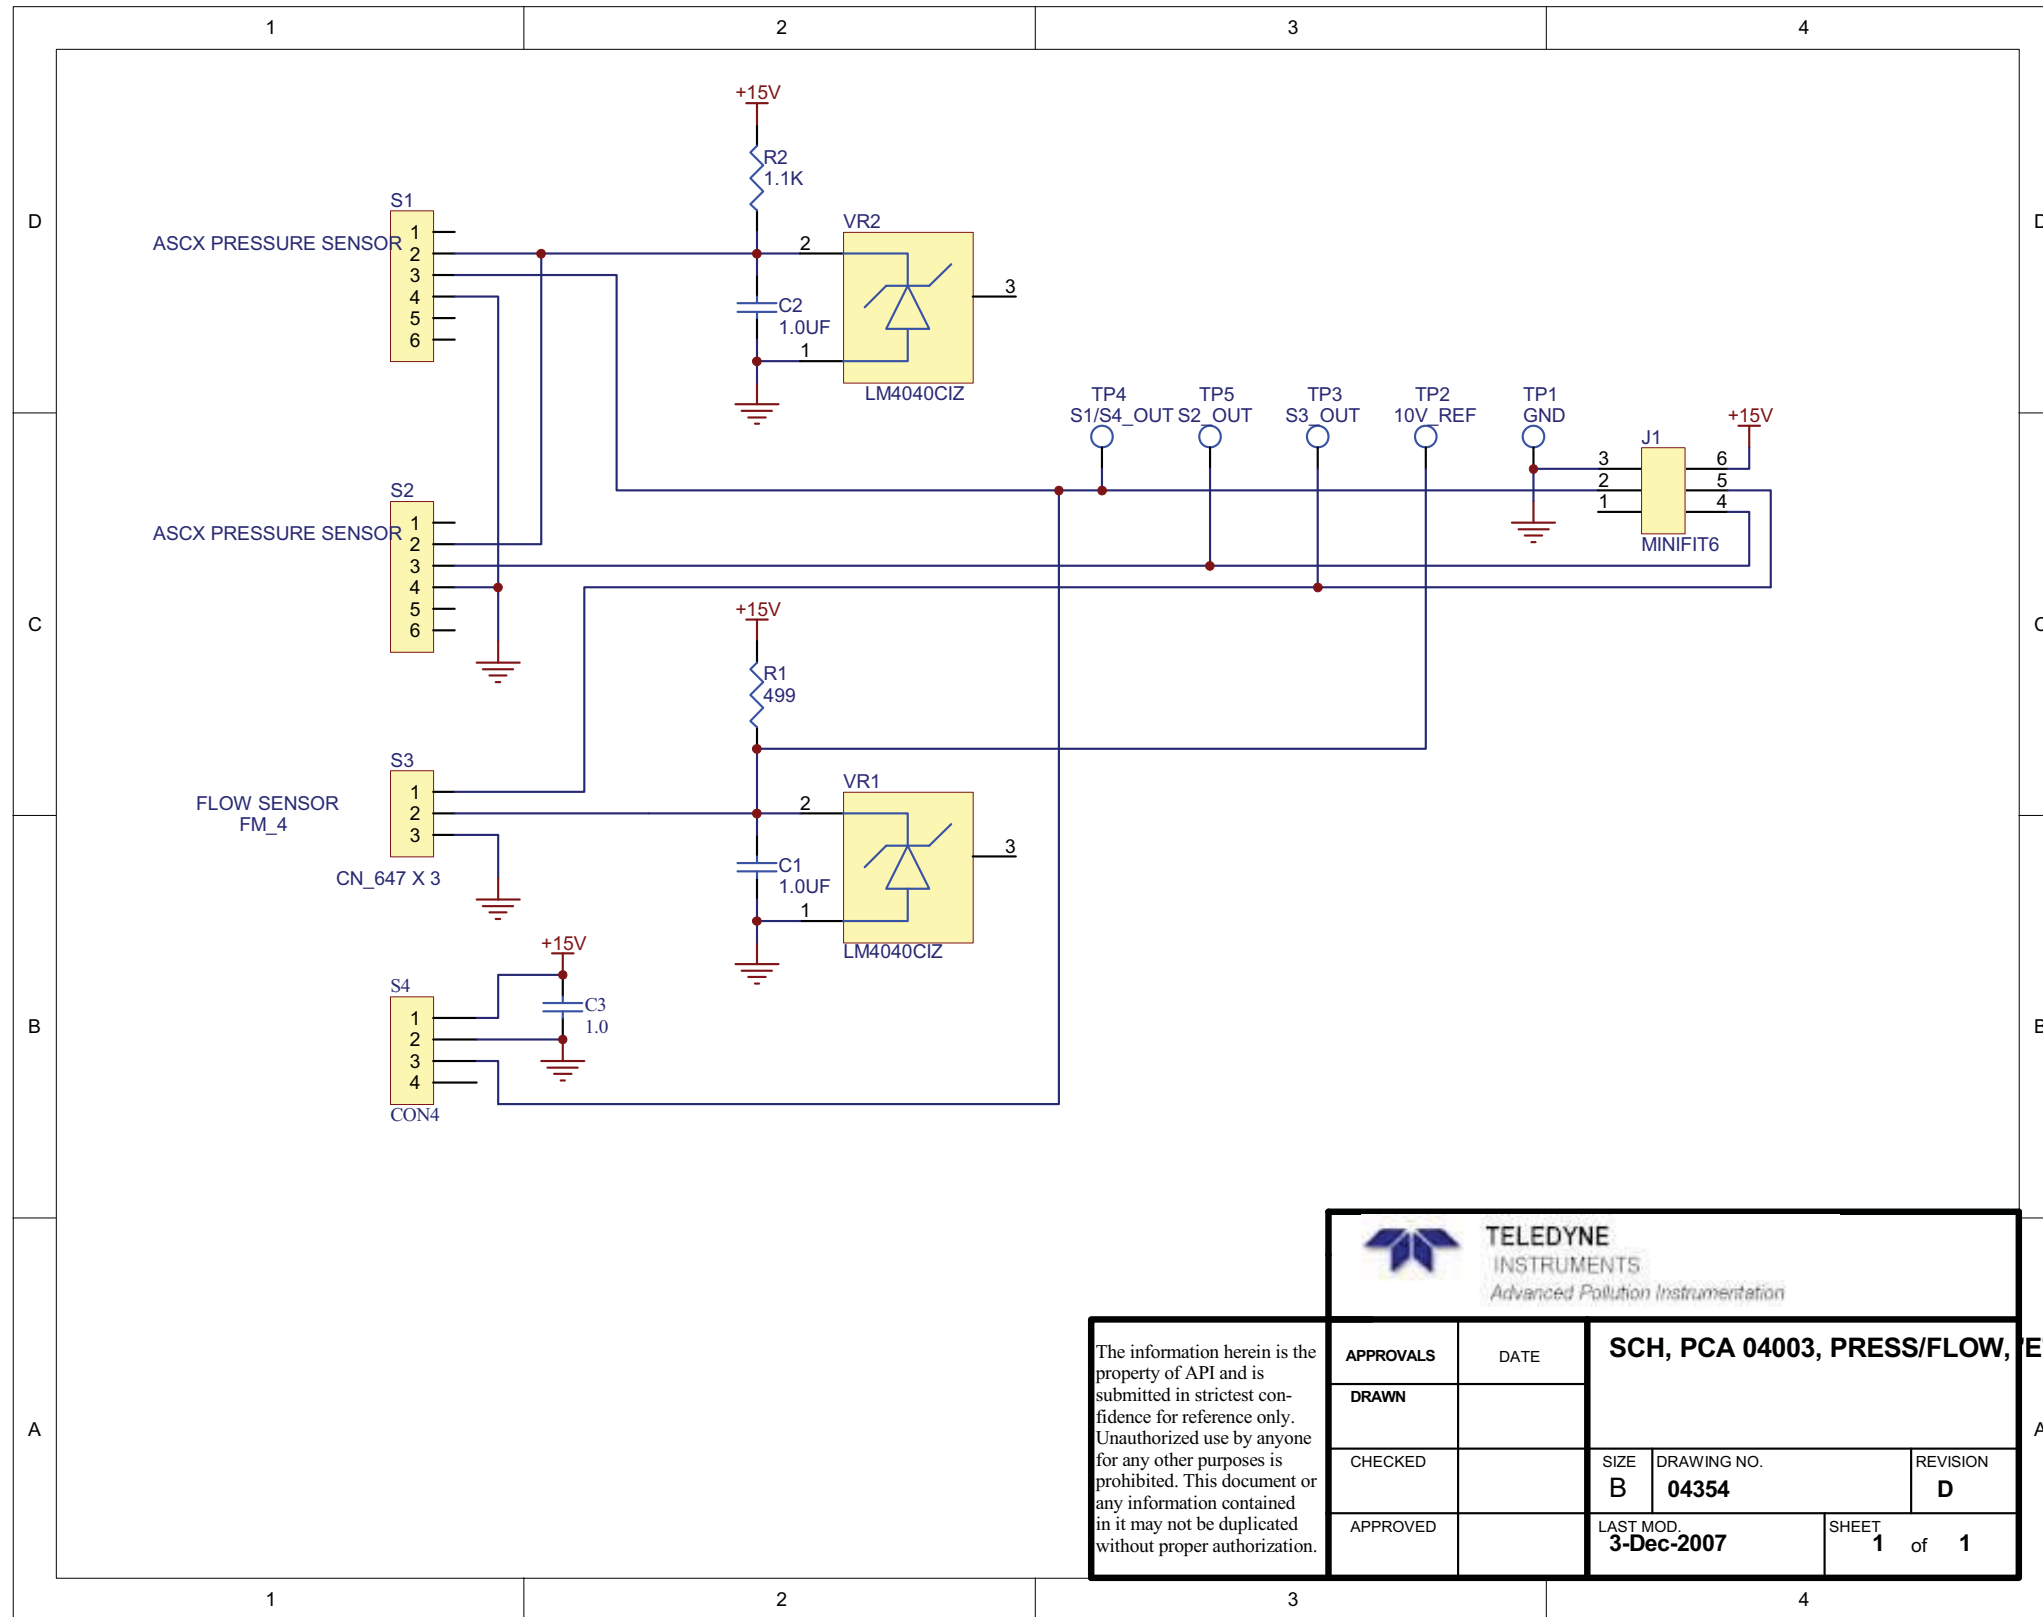 1 2 3 4
D
D
C
C
B
B
A
A
+15V
R2
1.1K
S1
ASCX PRESSURE SENSOR
1
2
3
4
5
6
VR2
2
3
C2
1.0UF
1
LM4040CIZ
TP4
S1/S4_OUT
TP5
S2_OUT
TP3
S3_OUT
TP2
10V_REF
TP1
GND
+15V
J1
3
2
1
6
5
4
MINIFIT6
S2
ASCX PRESSURE SENSOR
1
2
3
4
5
6
+15V
R1
499
S3
FLOW SENSOR
FM_4
1
2
3
CN_647 X 3
VR1
2
3
C1
1.0UF
1
LM4040CIZ
+15V
S4
1
2
3
4
CON4
C3
1.0
TELEDYNE
INSTRUMENTS
Advanced Pollution Instrumentation
The information herein is the
property of API and is
submitted in strictest con-
fidence for reference only.
Unauthorized use by anyone
for any other purposes is
prohibited. This document or
any information contained
in it may not be duplicated
without proper authorization.
APPROVALS
DATE
DRAWN
CHECKED
APPROVED
SCH, PCA 04003, PRESS/FLOW,
SIZE
B
DRAWING NO.
04354
REVISION
D
LAST MOD.
3-Dec-2007
SHEET
1 of 1
1 2 3 4